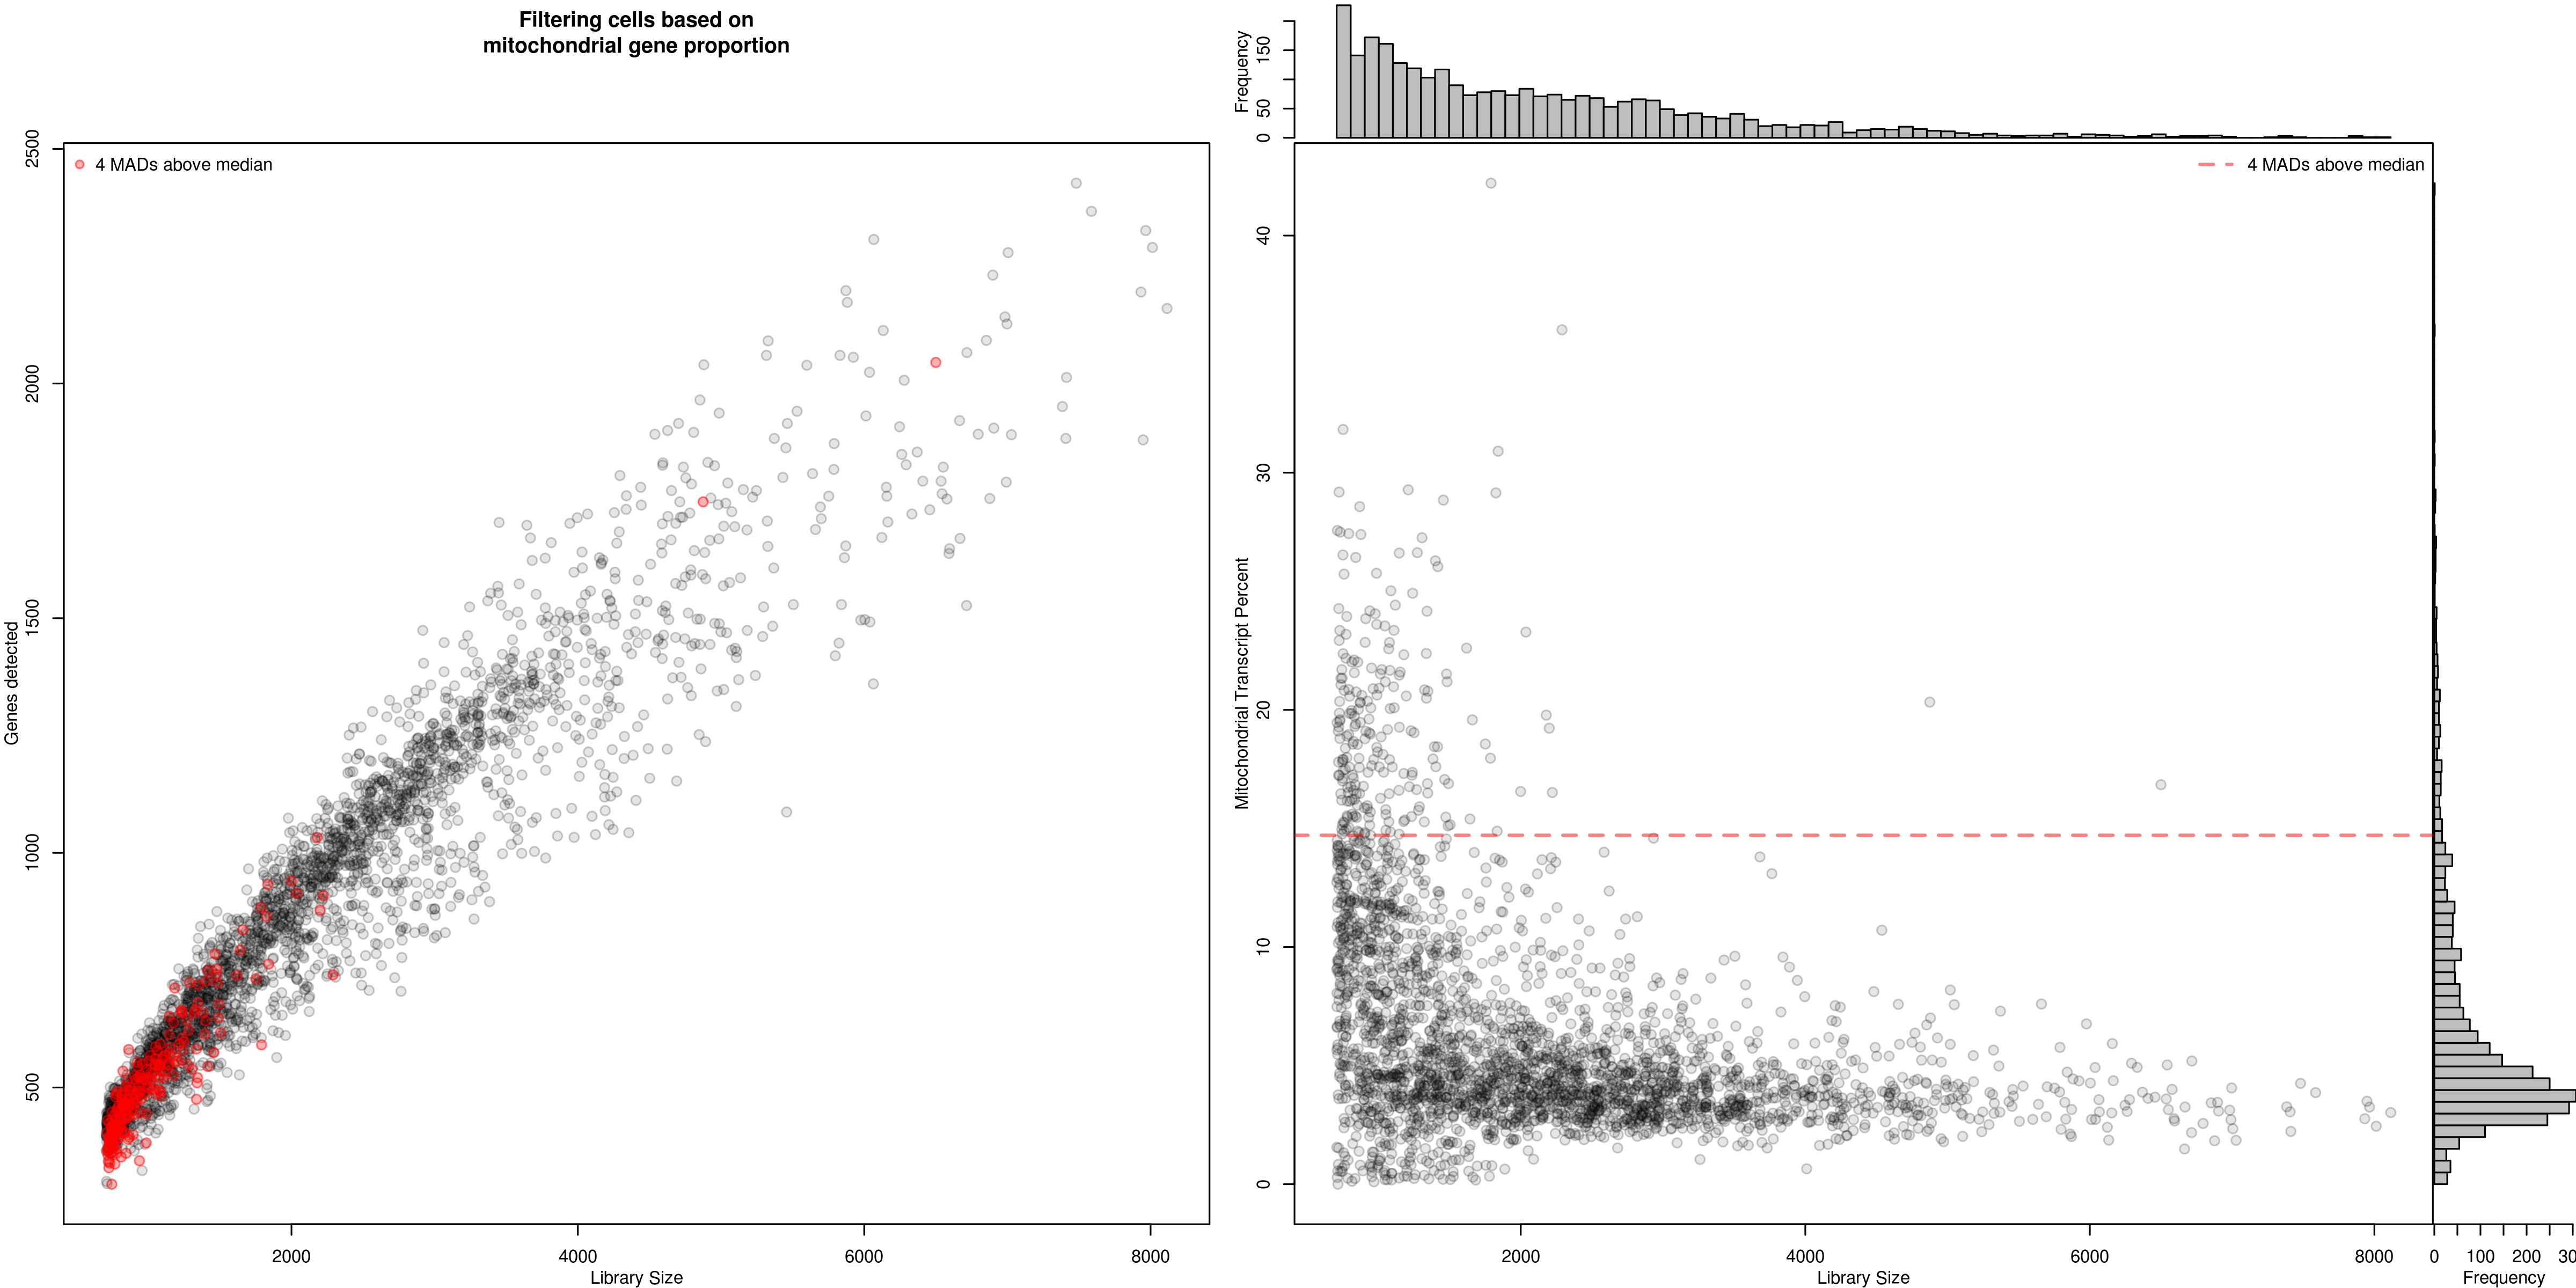 Filtering cells based on
mitochondrial gene proportion
4 MADs above median
Genes detected
500
1000
1500
2000
2500
2000
4000
6000
8000
Library Size
Frequency
0
50
150
4 MADs above median
Mitochondrial Transcript Percent
0
10
20
30
40
2000
4000
6000
8000
Library Size
0
100
200
30
Frequency